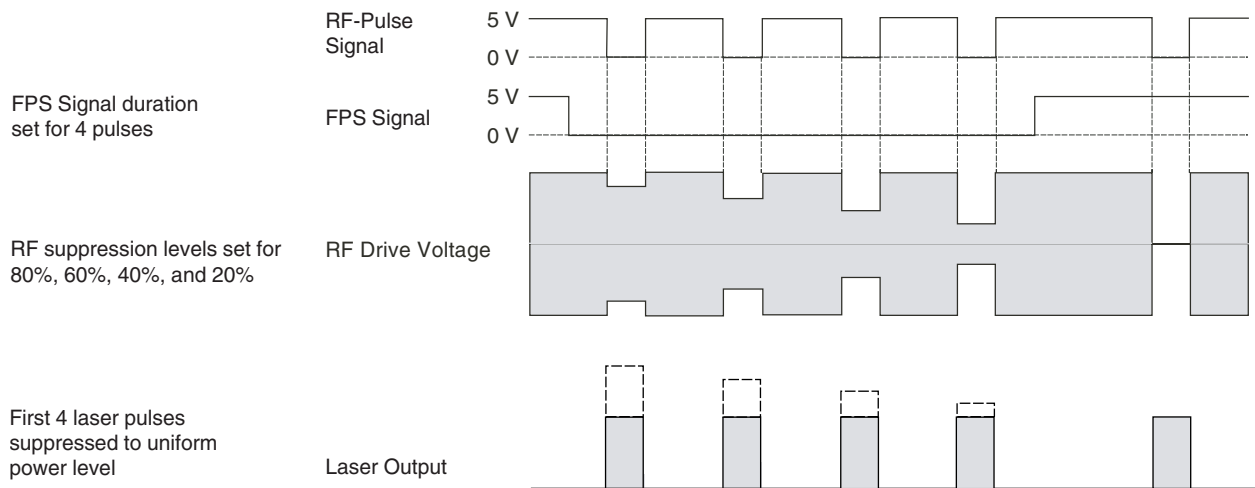 RF-Pulse
Signal
5 V
0 V
FPS Signal duration
set for 4 pulses
FPS Signal
5 V
0 V
RF suppression levels set for
80%, 60%, 40%, and 20%
RF Drive Voltage
First 4 laser pulses
suppressed to uniform
power level
Laser Output